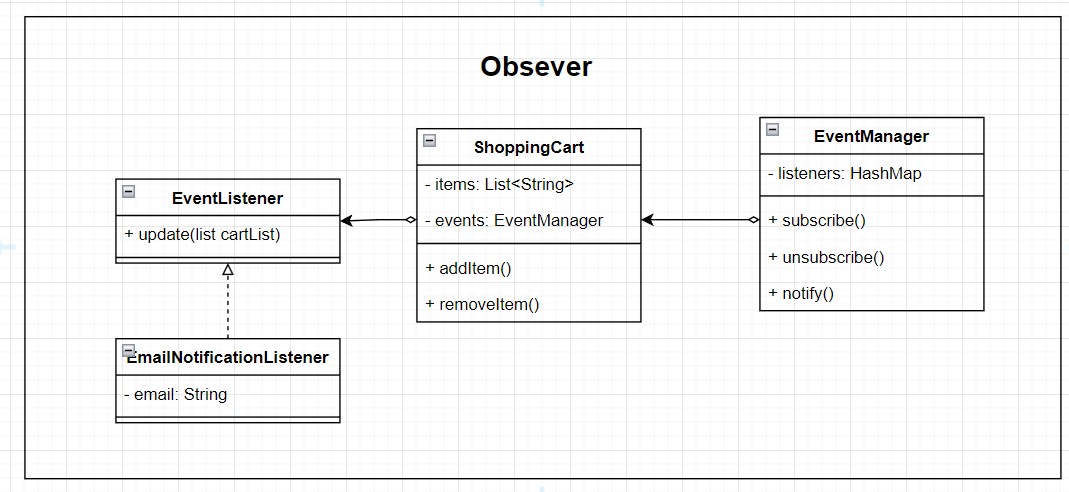 Obsever
EventListener
+ update(list cartList)
EmailNotificationListener
- email: String
ShoppingCart
- items: List<String>
- events: EventManager
+ addItem()
+ removeItem()
EventManager
- listeners: HashMap
+ subscribe()
+ unsubscribe()
+ notify()